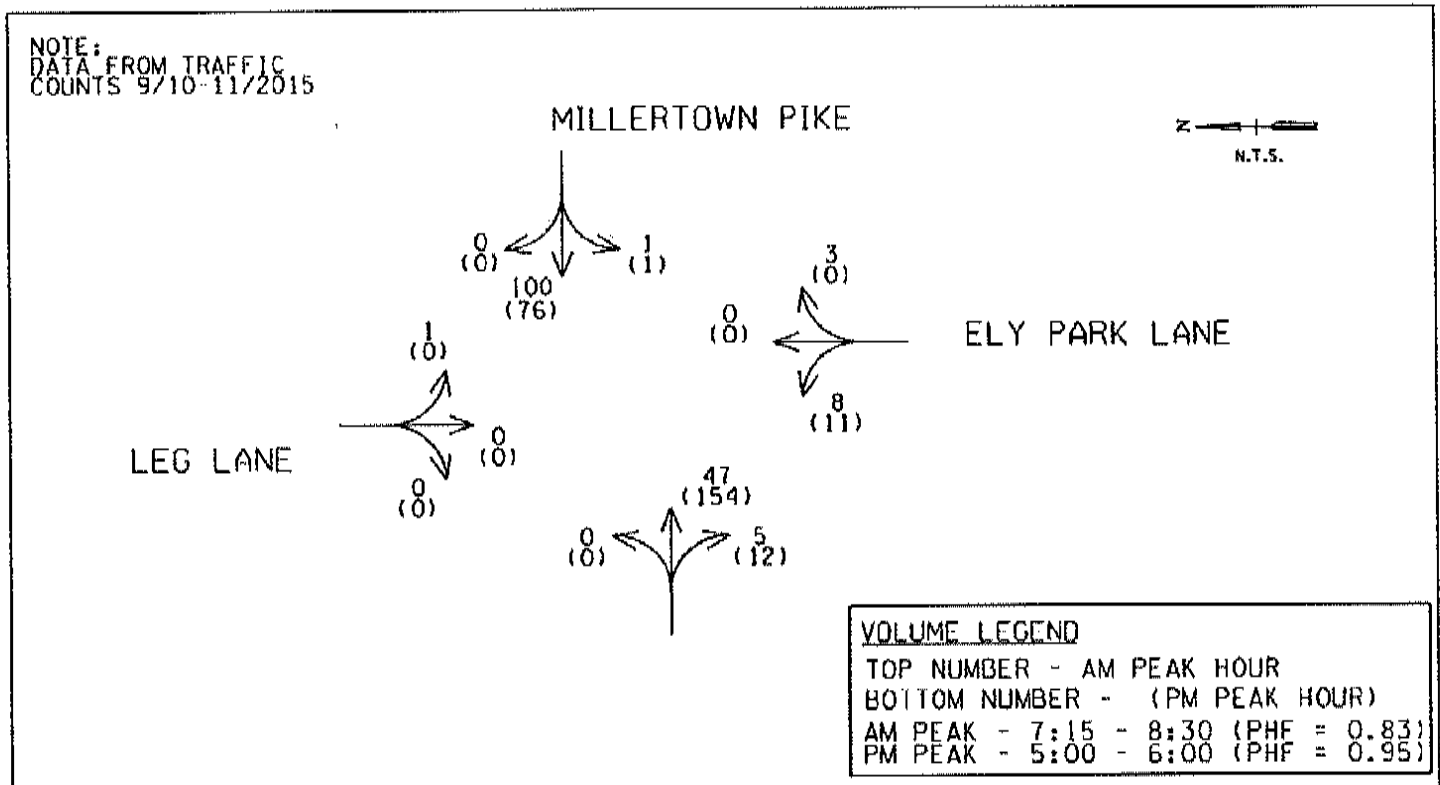 NOTE:
DATA FROM TRAFFIC
COUNTS 9/10-11/2015
MILLERTOWN PIKE
Z
N.T.S.
0
(0)
100
(76)
1
(1)
3
(0)
0
(0)
8
(11)
ELY PARK LANE
1
(0)
0
(0)
0
(0)
LEG LANE
47
(154)
0
(0)
5
(12)
VOLUME LEGEND
TOP NUMBER - AM PEAK HOUR
BOTTOM NUMBER - (PM PEAK HOUR)
AM PEAK - 7:15 - 8:30 (PHF = 0.83)
PM PEAK - 5:00 - 6:00 (PHF = 0.95)